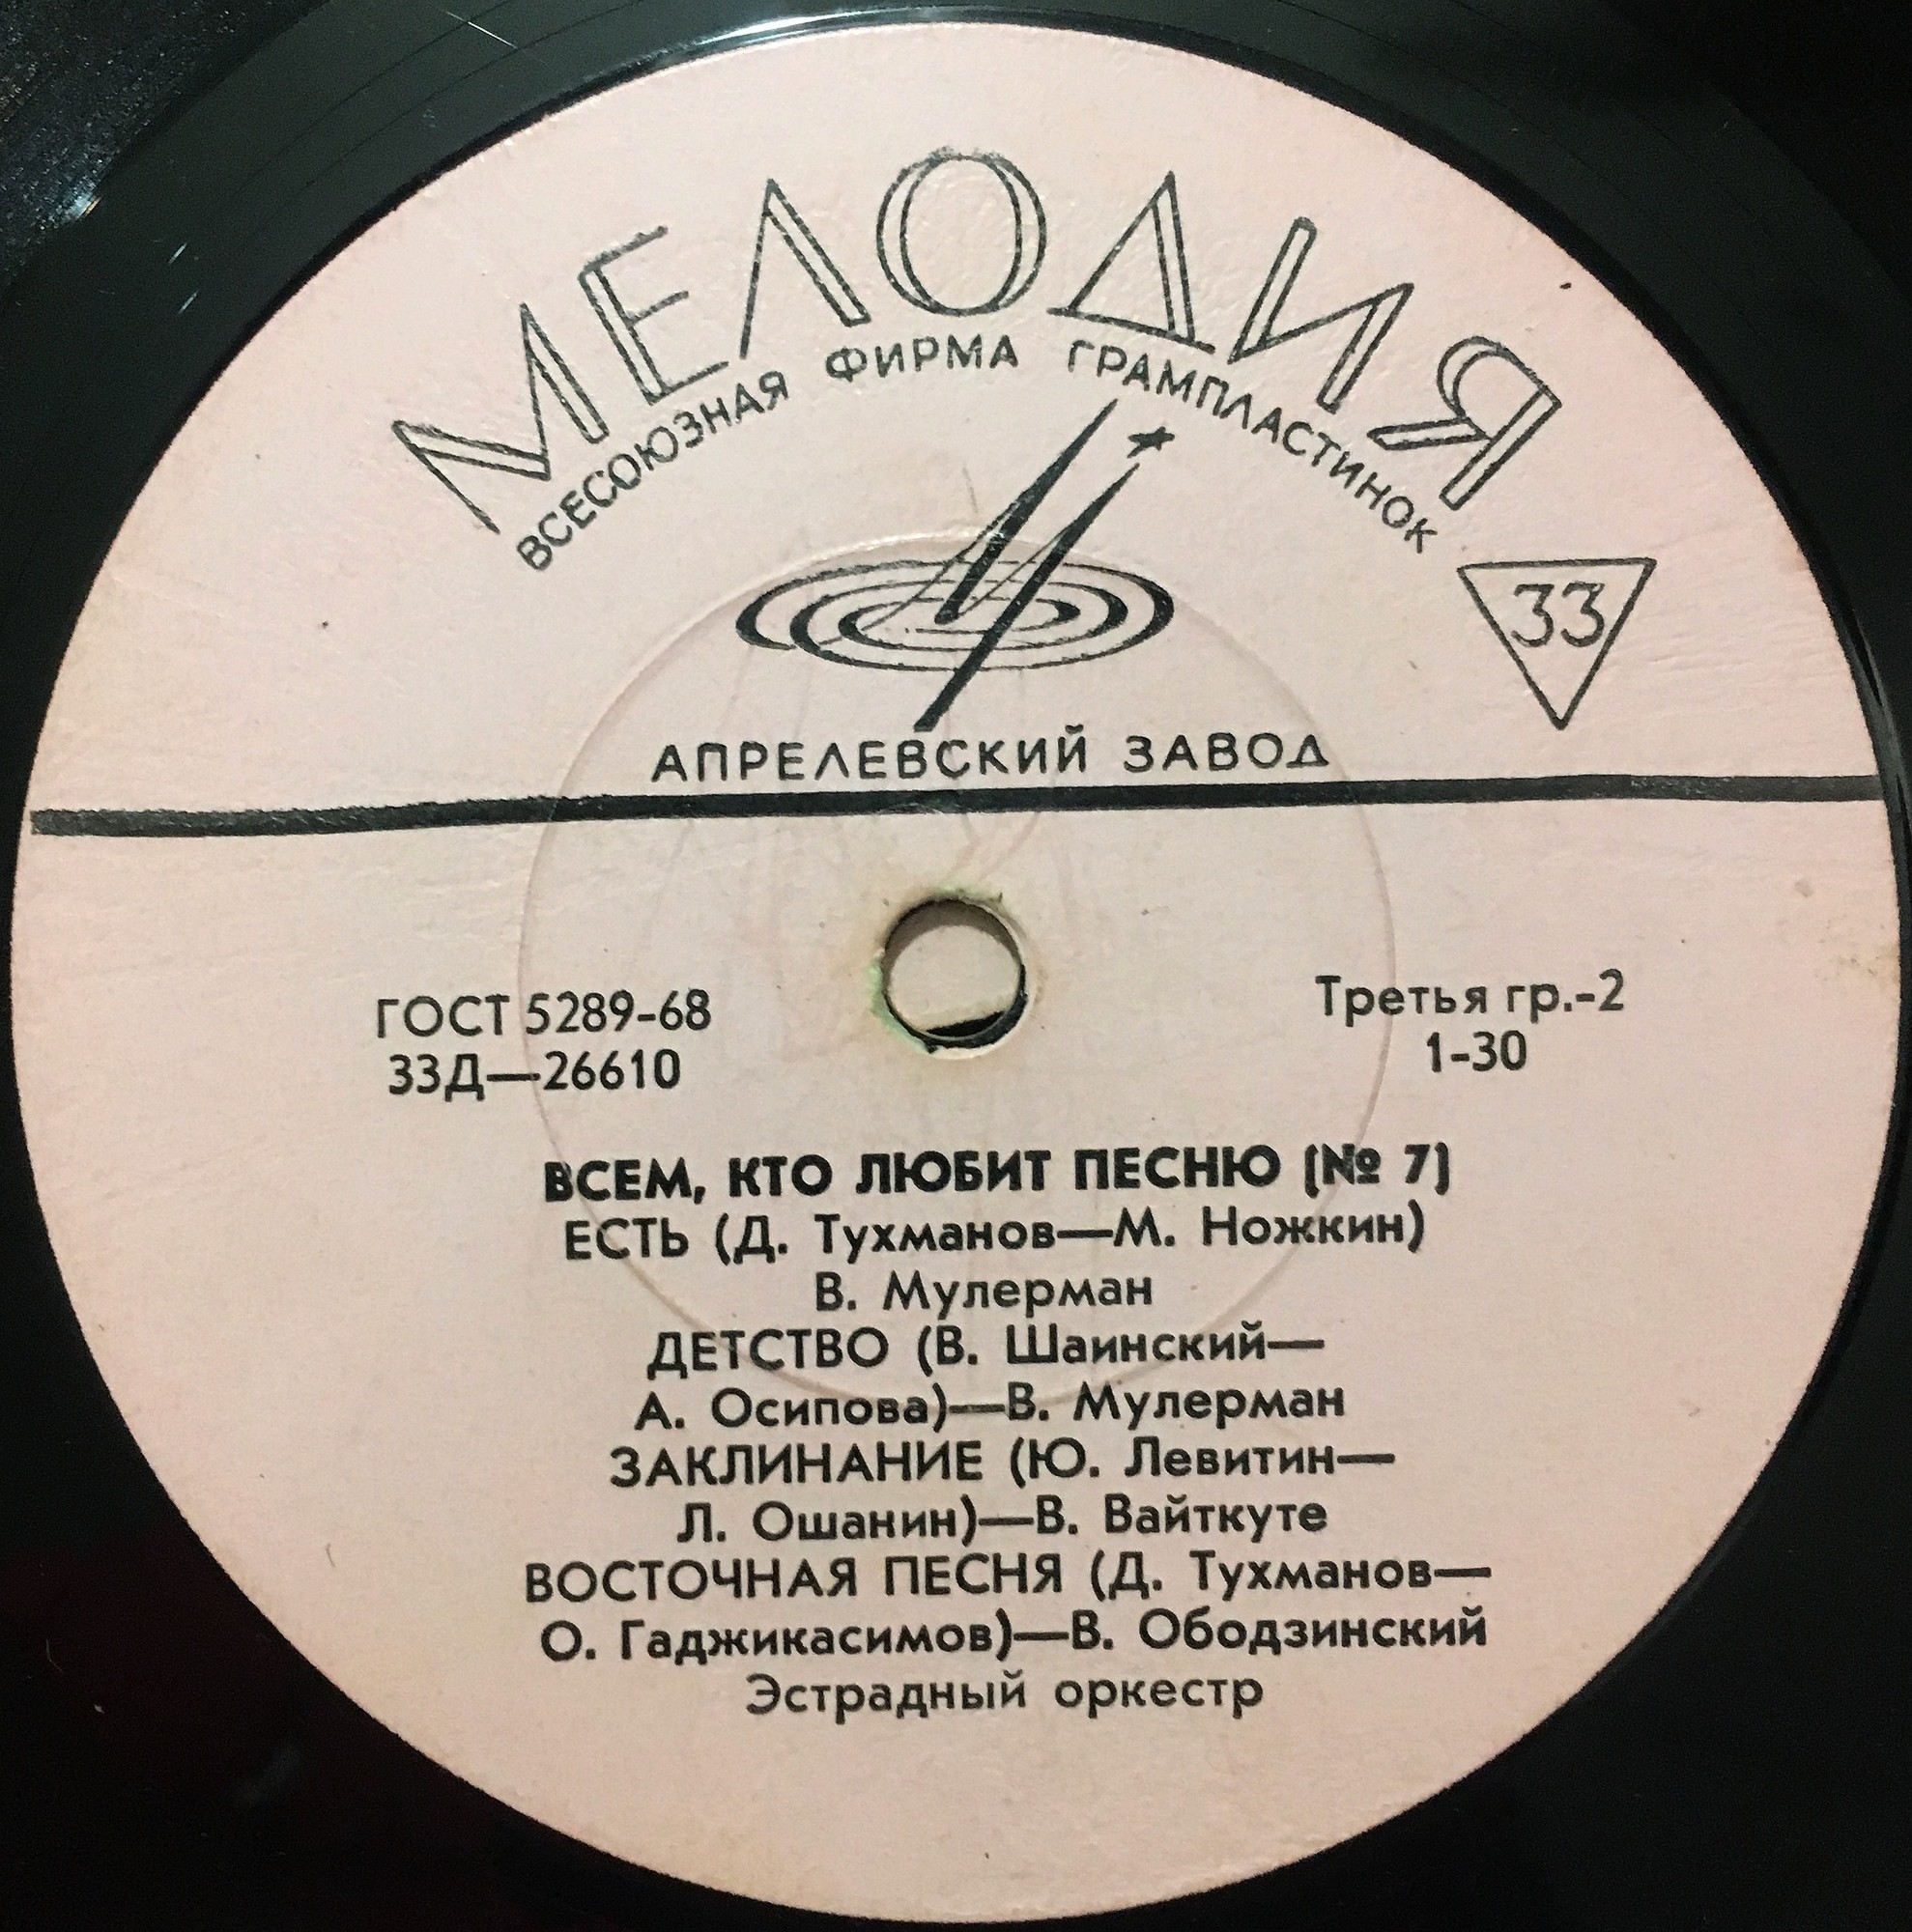 МЕЛОДИЯ
ВСЕСОЮЗНАЯ ФИРМА ГРАМПЛАСТИНОК
33
АПРЕЛЕВСКИЙ ЗАВОД
ГОСТ 5289-68
33Д—26610
Третья гр.-2
1-30
ВСЕМ, КТО ЛЮБИТ ПЕСНЮ (№ 7)
ЕСТЬ (Д. Тухманов—М. Ножкин)
В. Мулерман
ДЕТСТВО (В. Шаинский—
А. Осипова)—В. Мулерман
ЗАКЛИНАНИЕ (Ю. Левитин—
Л. Ошанин)—В. Вайткуте
ВОСТОЧНАЯ ПЕСНЯ (Д. Тухманов—
О. Гаджикасимов)—В. Ободзинский
Эстрадный оркестр